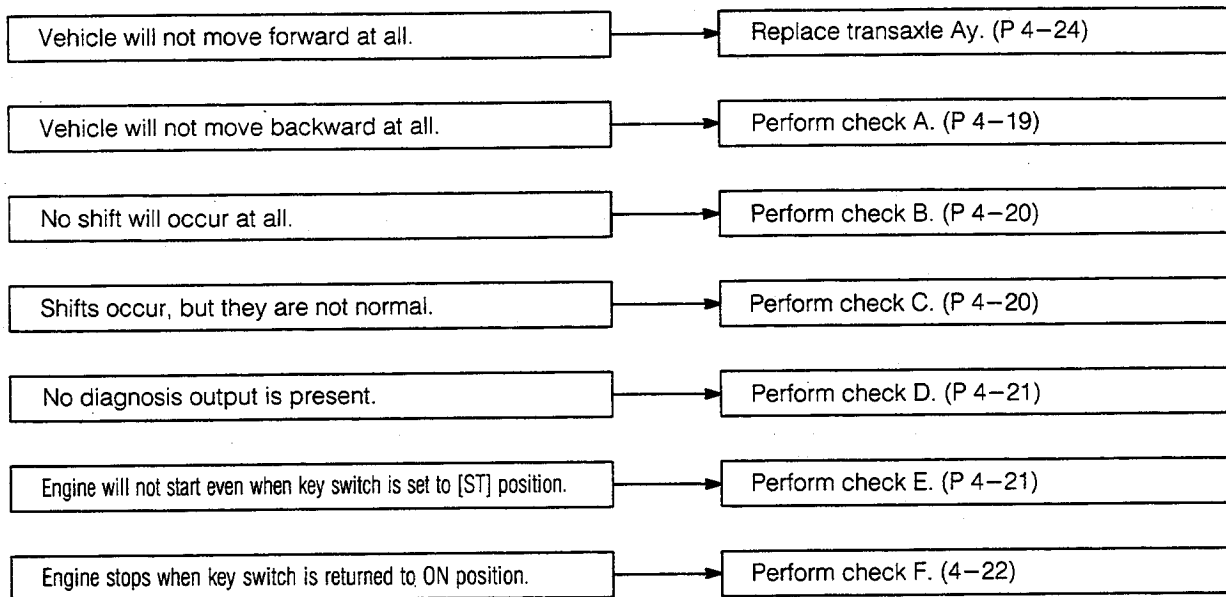 Vehicle will not move forward at all.
Replace transaxle Ay. (P 4–24)
Vehicle will not move backward at all.
Perform check A. (P 4–19)
No shift will occur at all.
Perform check B. (P 4–20)
Shifts occur, but they are not normal.
Perform check C. (P 4–20)
No diagnosis output is present.
Perform check D. (P 4–21)
Engine will not start even when key switch is set to [ST] position.
Perform check E. (P 4–21)
Engine stops when key switch is returned to ON position.
Perform check F. (4–22)